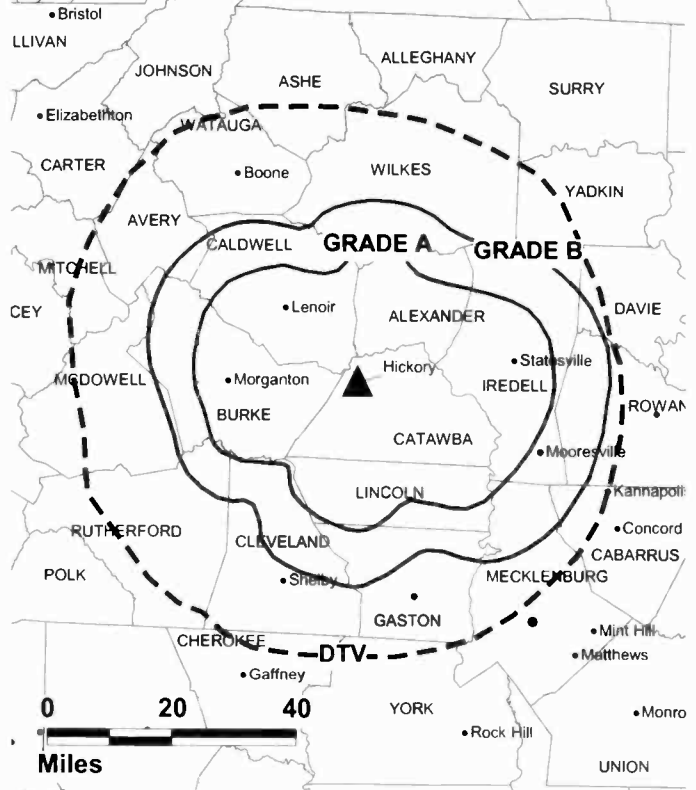 Bristol
LLIVAN
JOHNSON
ASHE
ALLEGHANY
SURRY
Elizabethton
WATAUGA
CARTER
Boone
WILKES
YADKIN
AVERY
CALDWELL
GRADE A
GRADE B
MITCHELL
CEY
Lenoir
ALEXANDER
DAVIE
Statesville
Hickory
MCDOWELL
Morganton
IREDELL
ROWAN
BURKE
CATAWBA
Mooresville
LINCOLN
Kannapoli
RUTHERFORD
CLEVELAND
Concord
CABARRUS
POLK
Shelby
MECKLENBURG
GASTON
CHEROKEE
Mint Hill
DTV
Matthews
Gaffney
0 20 40
YORK
Monro
Rock Hill
Miles
UNION